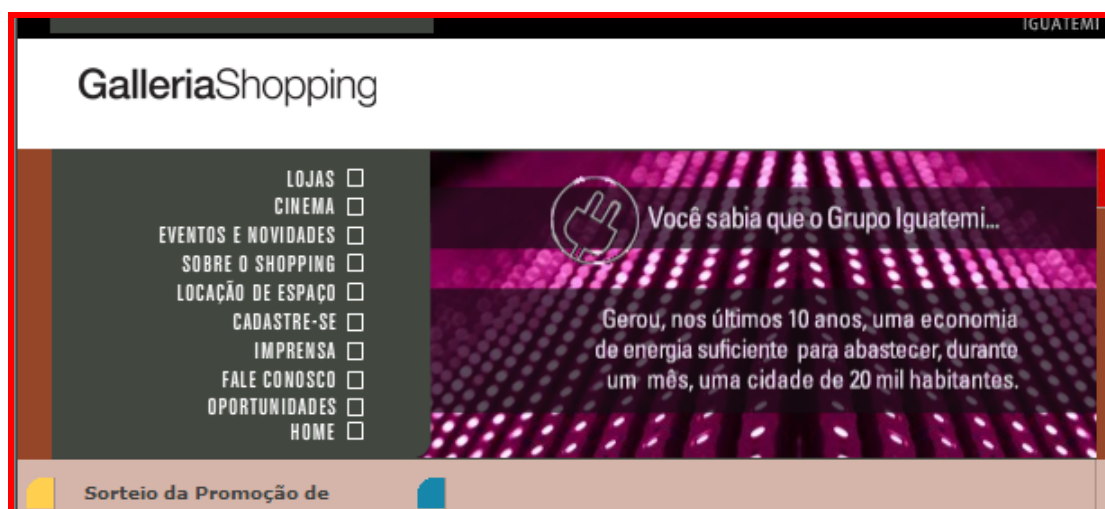 IGUATEMI
GalleriaShopping
LOJAS
CINEMA
EVENTOS E NOVIDADES
SOBRE O SHOPPING
LOCAÇÃO DE ESPAÇO
CADASTRE-SE
IMPRENSA
FALE CONOSCO
OPORTUNIDADES
HOME
Você sabia que o Grupo Iguatemi...
Gerou, nos últimos 10 anos, uma economia
de energia suficiente para abastecer, durante
um mês, uma cidade de 20 mil habitantes.
Sorteio da Promoção de